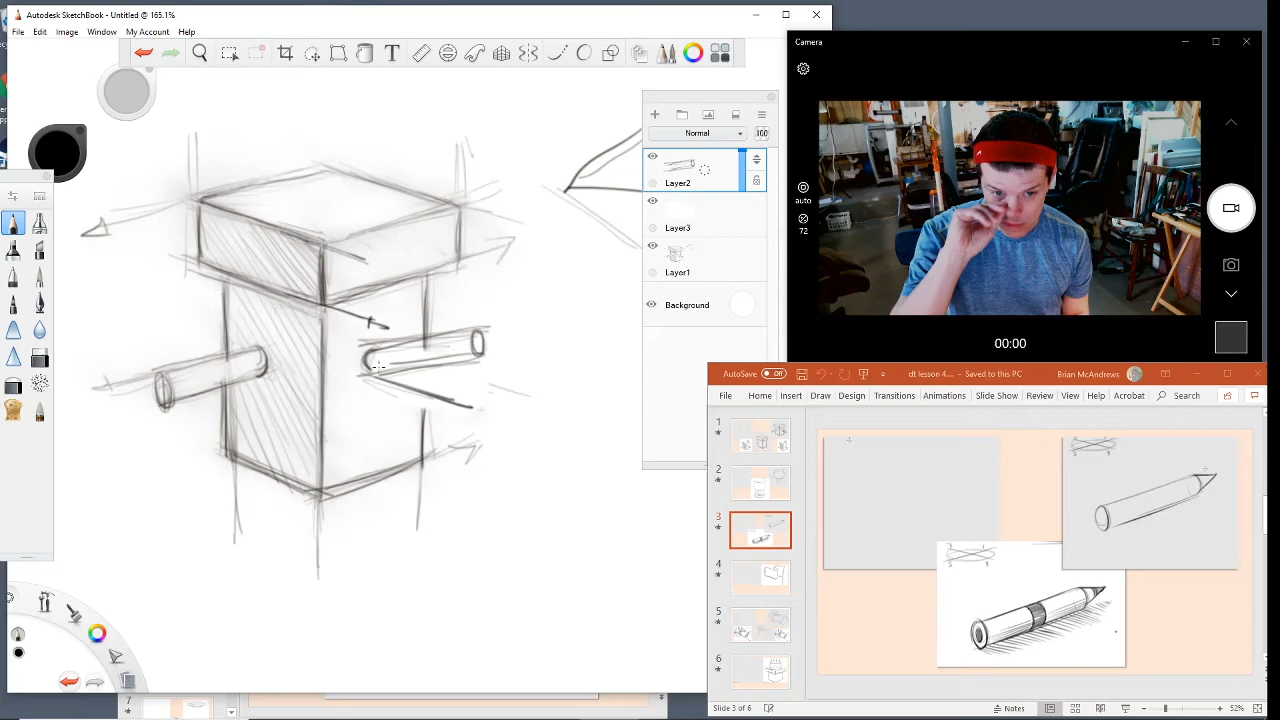 Autodesk SketchBook - Untitled @ 165.1%
File Edit Image Window My Account Help
T
Normal
100
Layer2
Layer3
Layer1
Background
Camera
auto
72
00:00
AutoSave Off dt lesson 4.... - Saved to this PC Brian McAndrews
File Home Insert Draw Design Transitions Animations Slide Show Review View Help Acrobat Search
1
2
3
4
5
6
7
Slide 3 of 6 Notes 52%